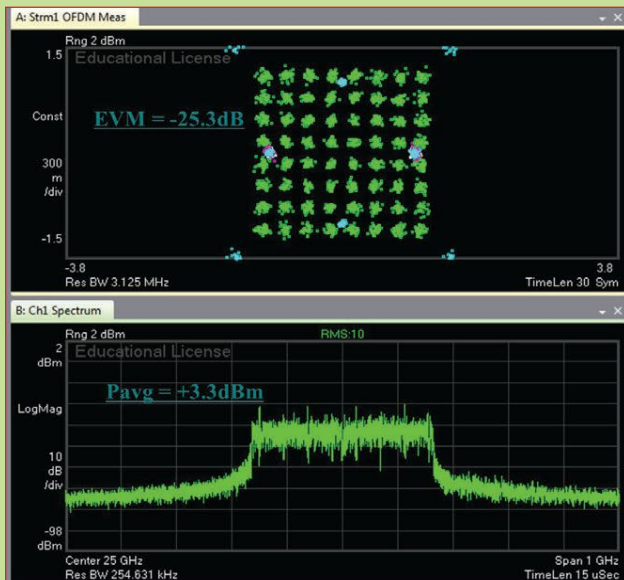 A: Strm1 OFDM Meas
Rng 2 dBm
1.5
Educational License
EVM = -25.3dB
Const
300
m
/div
-1.5
-3.8
3.8
Res BW 3.125 MHz
TimeLen 30 Sym
B: Ch1 Spectrum
Rng 2 dBm
RMS:10
2
dBm
Educational License
Pavg = +3.3dBm
LogMag
10
dB
/div
-98
dBm
Center 25 GHz
Span 1 GHz
Res BW 254.631 kHz
TimeLen 15 uSec